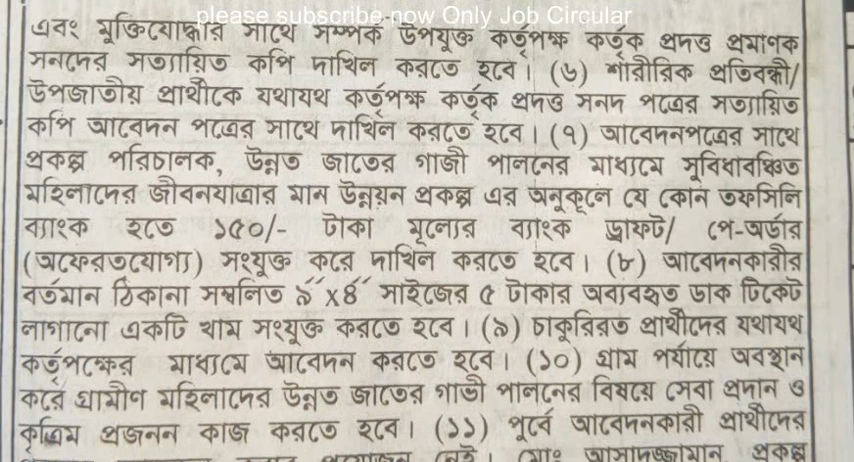 please subscribe now Only Job Circular
এবং মুক্তিযোদ্ধার সাথে সম্পর্ক উপযুক্ত কর্তৃপক্ষ কর্তৃক প্রদত্ত প্রমাণক
সনদের সত্যায়িত কপি দাখিল করতে হবে। (৬) শারীরিক প্রতিবন্ধী/
উপজাতীয় প্রার্থীকে যথাযথ কর্তৃপক্ষ কর্তৃক প্রদত্ত সনদ পত্রের সত্যায়িত
কপি আবেদন পত্রের সাথে দাখিল করতে হবে। (৭) আবেদনপত্রের সাথে
প্রকল্প পরিচালক, উন্নত জাতের গাভী পালনের মাধ্যমে সুবিধাবঞ্চিত
মহিলাদের জীবনযাত্রার মান উন্নয়ন প্রকল্প এর অনুকূলে যে কোন তফসিলি
ব্যাংক হতে ১৫০/- টাকা মূল্যের ব্যাংক ড্রাফট/ পে-অর্ডার
(অফেরতযোগ্য) সংযুক্ত করে দাখিল করতে হবে। (৮) আবেদনকারীর
বর্তমান ঠিকানা সম্বলিত ৯"x৪" সাইজের ৫ টাকার অব্যবহৃত ডাক টিকেট
লাগানো একটি খাম সংযুক্ত করতে হবে। (৯) চাকুরিরত প্রার্থীদের যথাযথ
কর্তৃপক্ষের মাধ্যমে আবেদন করতে হবে। (১০) গ্রাম পর্যায়ে অবস্থান
করে গ্রামীণ মহিলাদের উন্নত জাতের গাভী পালনের বিষয়ে সেবা প্রদান ও
কৃত্রিম প্রজনন কাজ করতে হবে। (১১) পূর্বে আবেদনকারী প্রার্থীদের
প্রয়োজন নেই। মোঃ আসাদুজ্জামান প্রকল্প